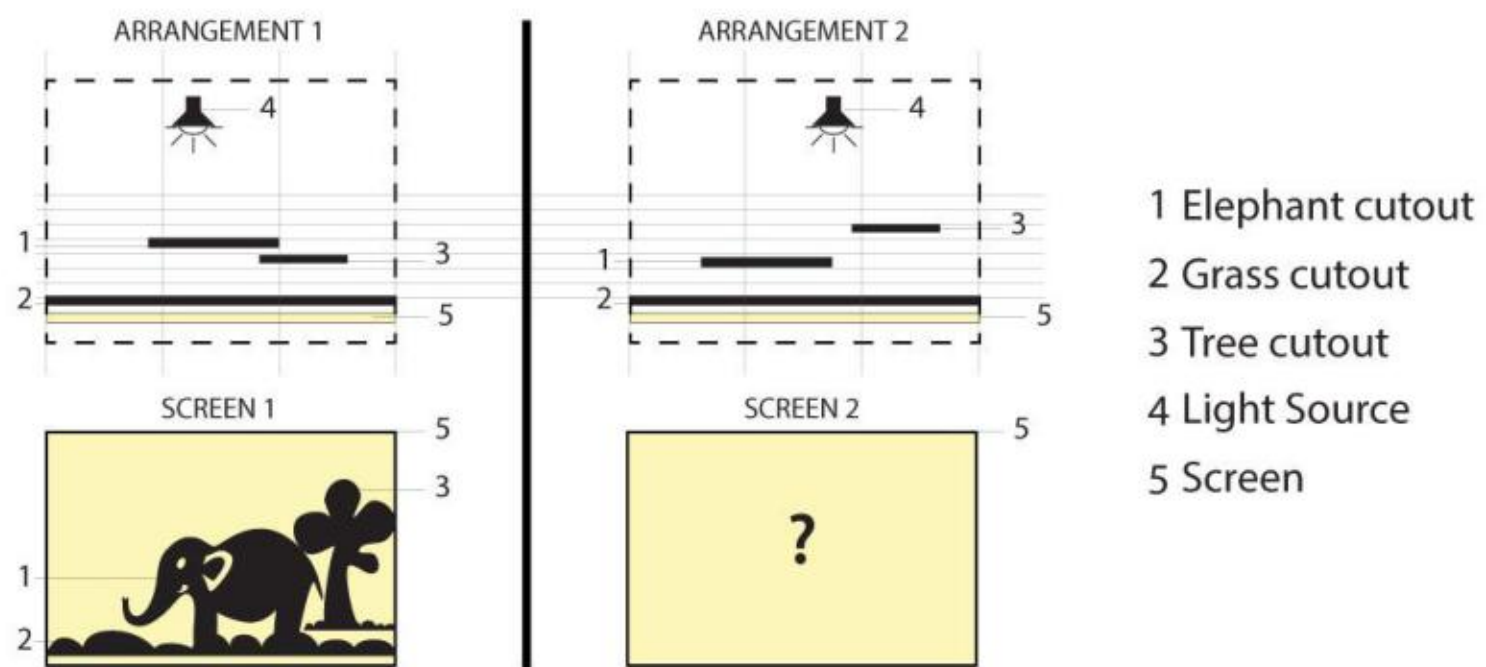 ARRANGEMENT 1
4
1
3
2
5
SCREEN 1
5
3
1
2
ARRANGEMENT 2
4
3
1
2
5
SCREEN 2
5
?
1 Elephant cutout
2 Grass cutout
3 Tree cutout
4 Light Source
5 Screen